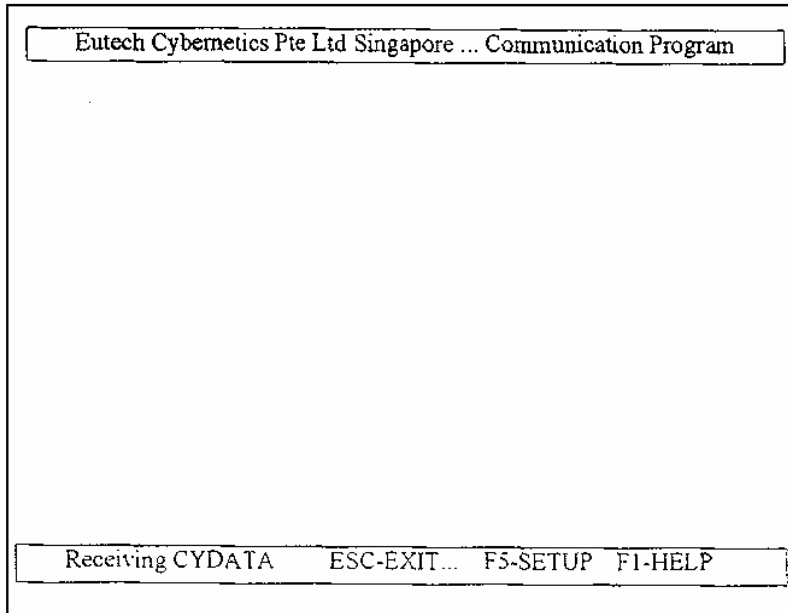 Eutech Cybernetics Pte Ltd Singapore ... Communication Program
Receiving CYDATA ESC-EXIT... F5-SETUP F1-HELP